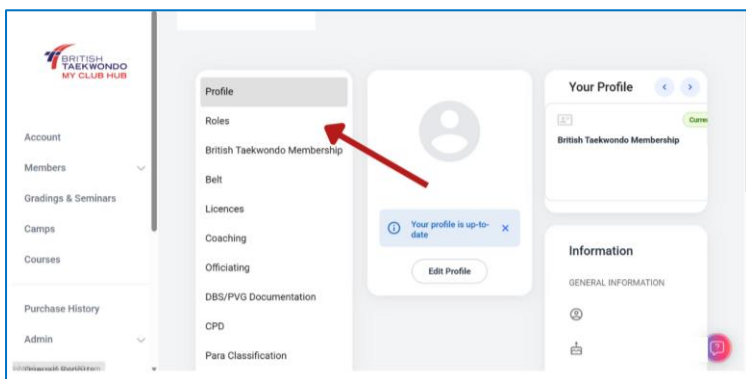 BRITISH
TAEKWONDO
MY CLUB HUB
Account
Members
Gradings & Seminars
Camps
Courses
Purchase History
Admin
Profile
Roles
British Taekwondo Membership
Belt
Licences
Coaching
Officiating
DBS/PVG Documentation
CPD
Para Classification
Your profile is up-to-
date
Edit Profile
Your Profile
Curre
British Taekwondo Membership
Information
GENERAL INFORMATION